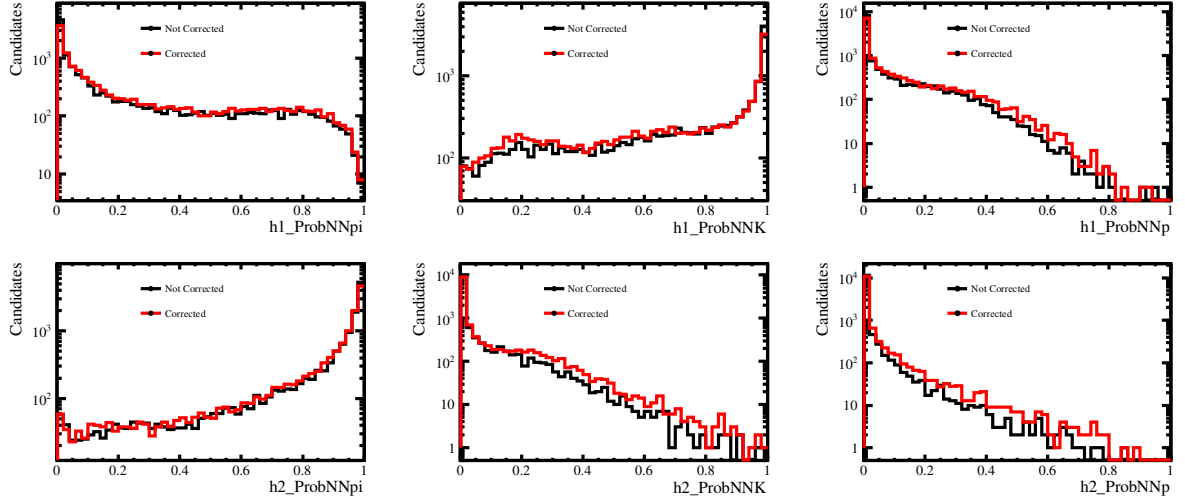 Candidates
10³
10²
10
Not Corrected
Corrected
0 0.2 0.4 0.6 0.8 1
h1_ProbNNpi
Candidates
10³
10²
Not Corrected
Corrected
0 0.2 0.4 0.6 0.8 1
h1_ProbNNK
Candidates
10⁴
10³
10²
10
1
Not Corrected
Corrected
0 0.2 0.4 0.6 0.8 1
h1_ProbNNp
Candidates
10³
10²
Not Corrected
Corrected
0 0.2 0.4 0.6 0.8 1
h2_ProbNNpi
Candidates
10⁴
10³
10²
10
1
Not Corrected
Corrected
0 0.2 0.4 0.6 0.8 1
h2_ProbNNK
Candidates
10⁴
10³
10²
10
1
Not Corrected
Corrected
0 0.2 0.4 0.6 0.8 1
h2_ProbNNp